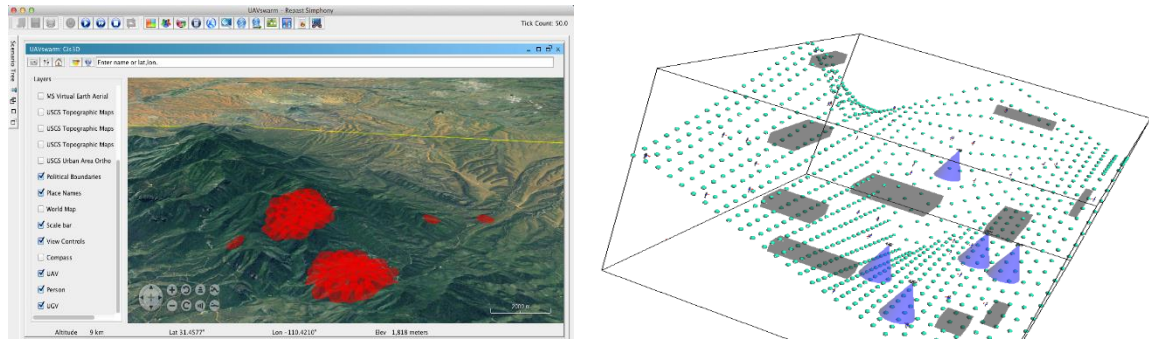 UAVswarm - Repast Simphony
Tick Count: 50.0
Scenario Tree
UAVswarm: Gis3D
Enter name or lat,lon.
Layers
MS Virtual Earth Aerial
USGS Topographic Maps
USGS Topographic Maps
USGS Topographic Maps
USGS Urban Area Ortho
Political Boundaries
Place Names
World Map
Scale bar
View Controls
Compass
UAV
Person
UGV
2000 m
Altitude 9 km Lat 31.4577° Lon -110.4210° Elev 1,818 meters